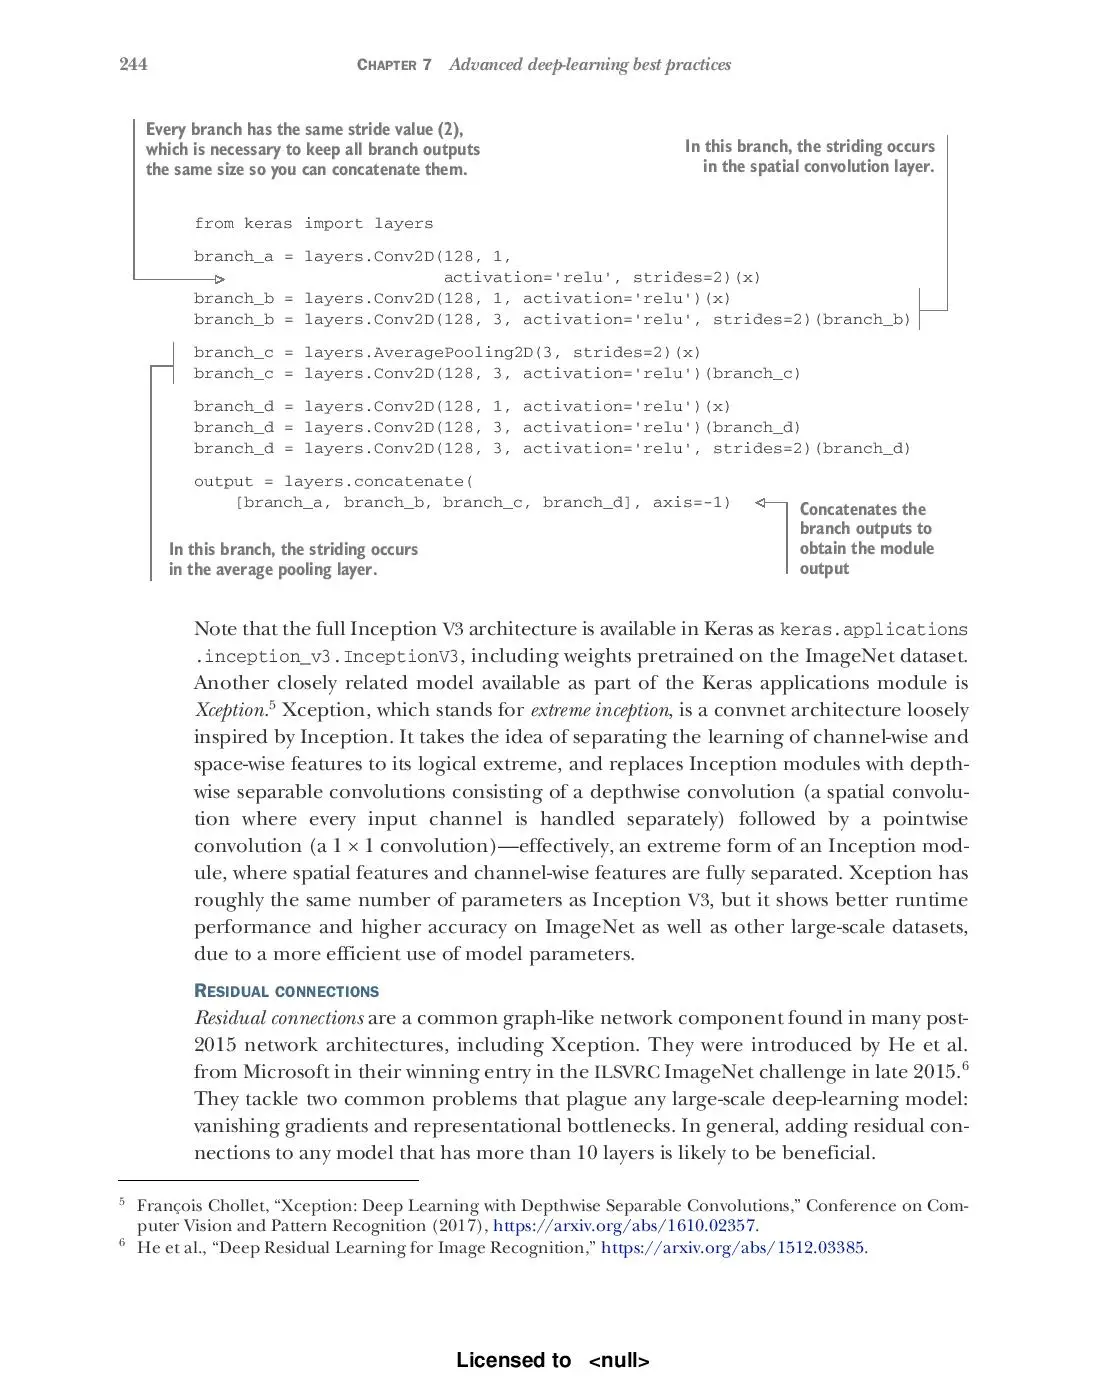 244 CHAPTER 7 Advanced deep-learning best practices
Every branch has the same stride value (2),
which is necessary to keep all branch outputs
the same size so you can concatenate them.
In this branch, the striding occurs
in the spatial convolution layer.
from keras import layers
branch_a = layers.Conv2D(128, 1,
activation='relu', strides=2)(x)
branch_b = layers.Conv2D(128, 1, activation='relu')(x)
branch_b = layers.Conv2D(128, 3, activation='relu', strides=2)(branch_b)
branch_c = layers.AveragePooling2D(3, strides=2)(x)
branch_c = layers.Conv2D(128, 3, activation='relu')(branch_c)
branch_d = layers.Conv2D(128, 1, activation='relu')(x)
branch_d = layers.Conv2D(128, 3, activation='relu')(branch_d)
branch_d = layers.Conv2D(128, 3, activation='relu', strides=2)(branch_d)
output = layers.concatenate(
[branch_a, branch_b, branch_c, branch_d], axis=-1)
Concatenates the
branch outputs to
obtain the module
output
In this branch, the striding occurs
in the average pooling layer.
Note that the full Inception V3 architecture is available in Keras as keras.applications
.inception_v3.InceptionV3, including weights pretrained on the ImageNet dataset.
Another closely related model available as part of the Keras applications module is
Xception.5 Xception, which stands for extreme inception, is a convnet architecture loosely
inspired by Inception. It takes the idea of separating the learning of channel-wise and
space-wise features to its logical extreme, and replaces Inception modules with depth-
wise separable convolutions consisting of a depthwise convolution (a spatial convolu-
tion where every input channel is handled separately) followed by a pointwise
convolution (a 1 × 1 convolution)—effectively, an extreme form of an Inception mod-
ule, where spatial features and channel-wise features are fully separated. Xception has
roughly the same number of parameters as Inception V3, but it shows better runtime
performance and higher accuracy on ImageNet as well as other large-scale datasets,
due to a more efficient use of model parameters.
RESIDUAL CONNECTIONS
Residual connections are a common graph-like network component found in many post-
2015 network architectures, including Xception. They were introduced by He et al.
from Microsoft in their winning entry in the ILSVRC ImageNet challenge in late 2015.6
They tackle two common problems that plague any large-scale deep-learning model:
vanishing gradients and representational bottlenecks. In general, adding residual con-
nections to any model that has more than 10 layers is likely to be beneficial.
5 François Chollet, “Xception: Deep Learning with Depthwise Separable Convolutions,” Conference on Com-
puter Vision and Pattern Recognition (2017), https://arxiv.org/abs/1610.02357.
6 He et al., “Deep Residual Learning for Image Recognition,” https://arxiv.org/abs/1512.03385.
Licensed to <null>